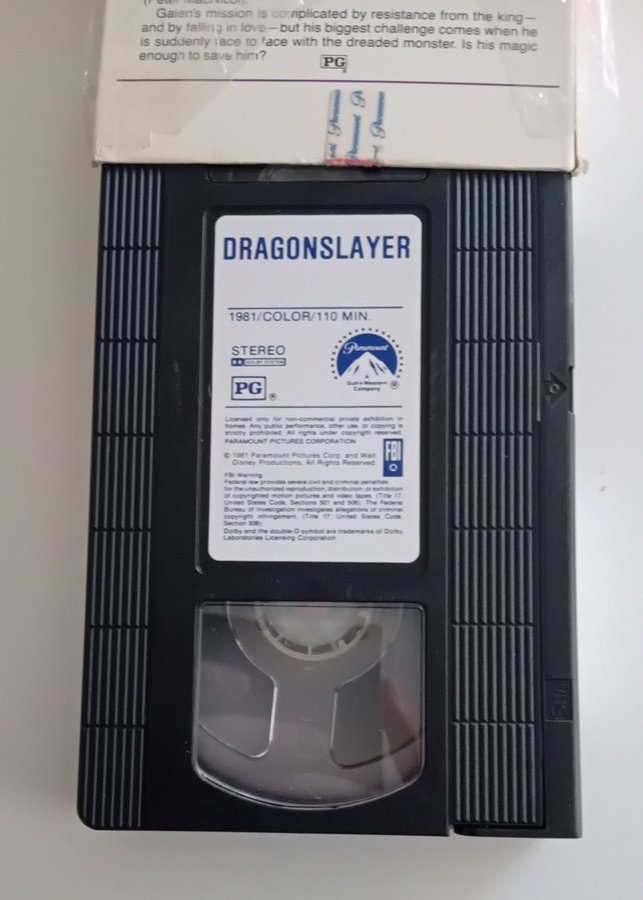 (Peter MacNicol).
Galen's mission is complicated by resistance from the king—
and by falling in love—but his biggest challenge comes when he
is suddenly face to face with the dreaded monster. Is his magic
enough to save him?
PG
®
Paramount
Paramount
Paramount
DRAGONSLAYER
1981/COLOR/110 MIN.
STEREO
DOLBY SYSTEM
PG ®
Paramount
A
Gulf+Western
Company
®
Licensed only for non-commercial private exhibition in
homes. Any public performance, other use, or copying is
strictly prohibited. All rights under copyright reserved.
PARAMOUNT PICTURES CORPORATION
FBI
© 1981 Paramount Pictures Corp. and Walt
Disney Productions. All Rights Reserved.
FBI Warning
Federal law provides severe civil and criminal penalties
for the unauthorized reproduction, distribution, or exhibition
of copyrighted motion pictures and video tapes. (Title 17,
United States Code, Sections 501 and 506). The Federal
Bureau of Investigation investigates allegations of criminal
copyright infringement. (Title 17, United States Code,
Section 506).
Dolby and the double-D symbol are trademarks of Dolby
Laboratories Licensing Corporation.